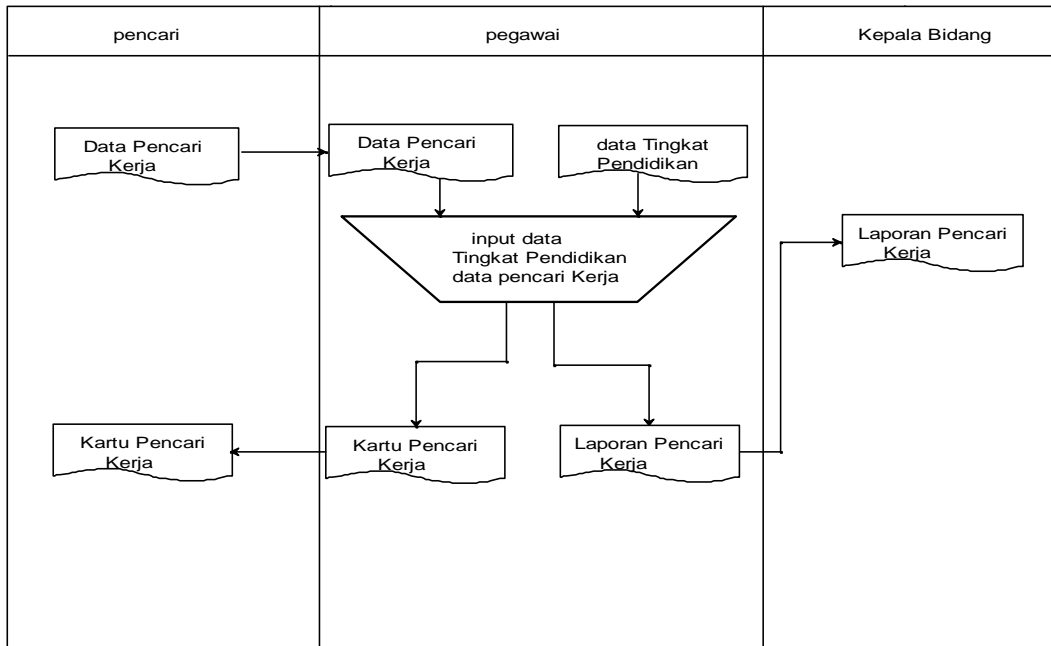 pencari
pegawai
Kepala Bidang
Data Pencari
Kerja
Data Pencari
Kerja
data Tingkat
Pendidikan
input data
Tingkat Pendidikan
data pencari Kerja
Laporan Pencari
Kerja
Kartu Pencari
Kerja
Kartu Pencari
Kerja
Laporan Pencari
Kerja